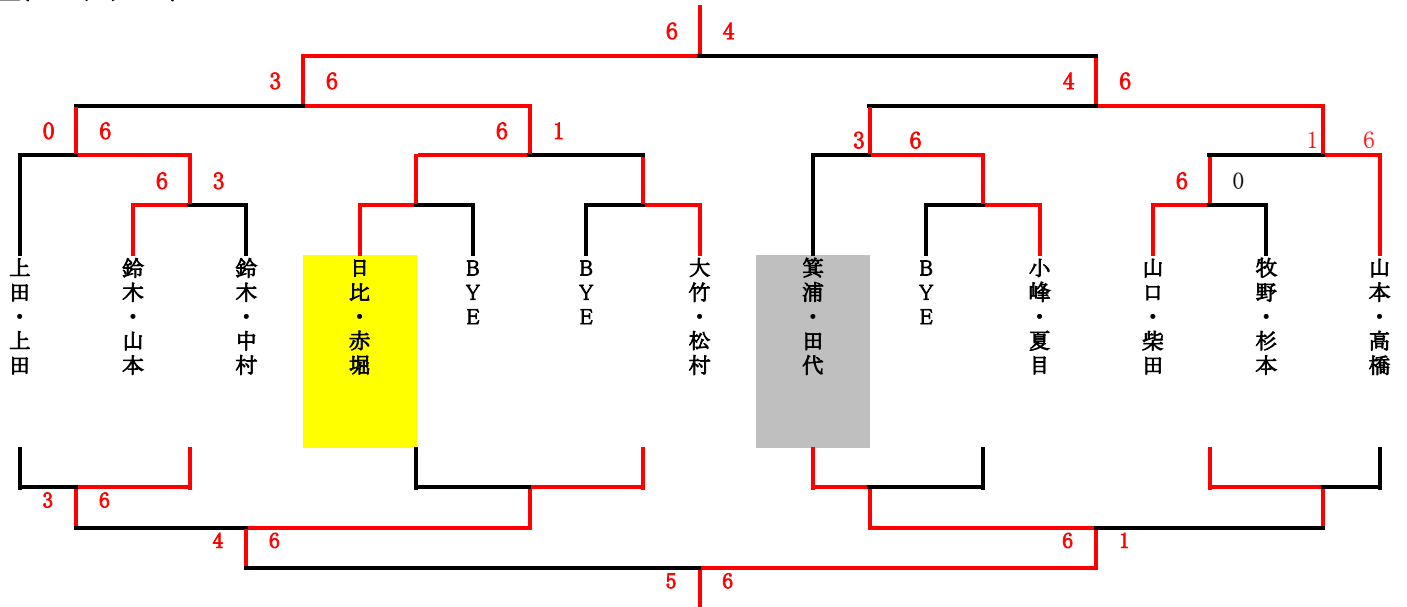 6 4
3 6 4 6
0 6 6 1 3 6 1 6
6 3 6 0
上田・上田
鈴木・山本
鈴木・中村
日比・赤堀
BYE
BYE
大竹・松村
箕浦・田代
BYE
小峰・夏目
山口・柴田
牧野・杉本
山本・高橋
3 6
4 6 6 1
5 6